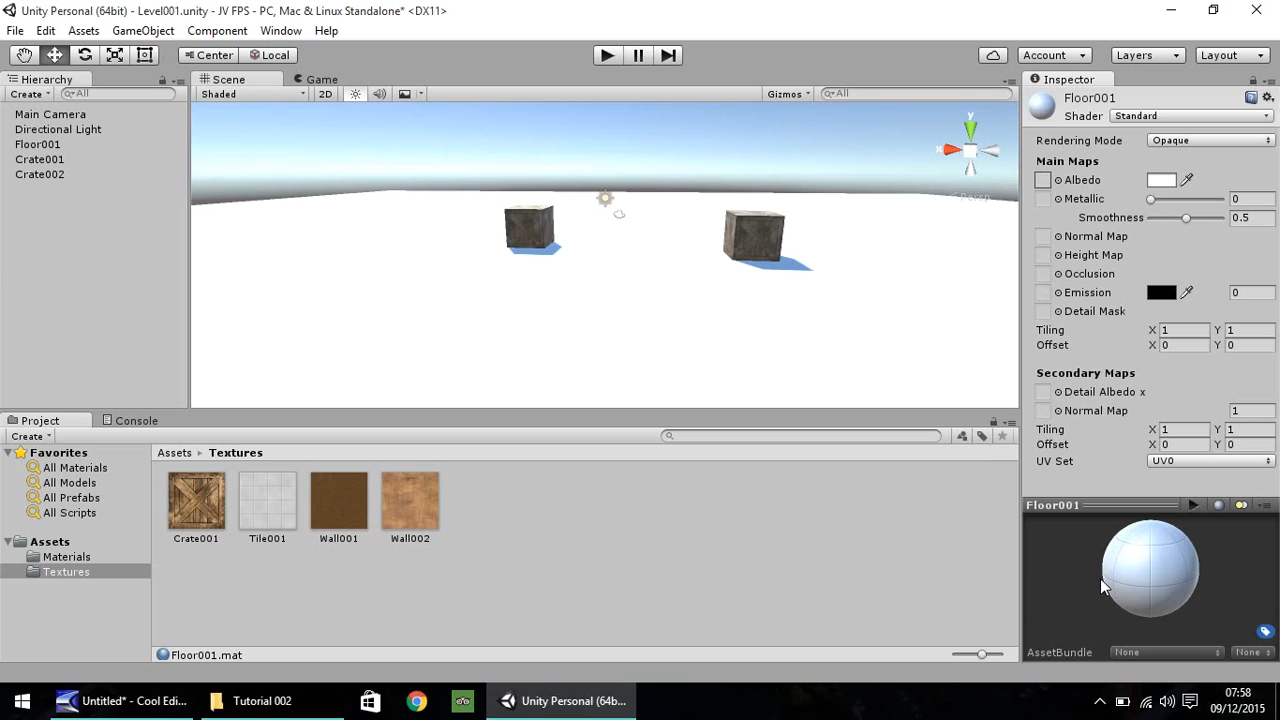 Unity Personal (64bit) - Level001.unity - JV FPS - PC, Mac & Linux Standalone* <DX11>
File Edit Assets GameObject Component Window Help
Center Local Account Layers Layout
Hierarchy Scene Game Inspector
Create All Shaded 2D Gizmos All
Main Camera
Directional Light
Floor001
Crate001
Crate002
y
x
Persp
Floor001
Shader Standard
Rendering Mode Opaque
Main Maps
Albedo
Metallic 0
Smoothness 0.5
Normal Map
Height Map
Occlusion
Emission 0
Detail Mask
Tiling X 1 Y 1
Offset X 0 Y 0
Secondary Maps
Detail Albedo x
Normal Map 1
Tiling X 1 Y 1
Offset X 0 Y 0
UV Set UV0
Project Console
Create
Favorites
All Materials
All Models
All Prefabs
All Scripts
Assets
Materials
Textures
Assets Textures
Crate001 Tile001 Wall001 Wall002
Floor001.mat
Floor001
AssetBundle None None
Untitled* - Cool Edi... Tutorial 002 Unity Personal (64b...
07:58
09/12/2015